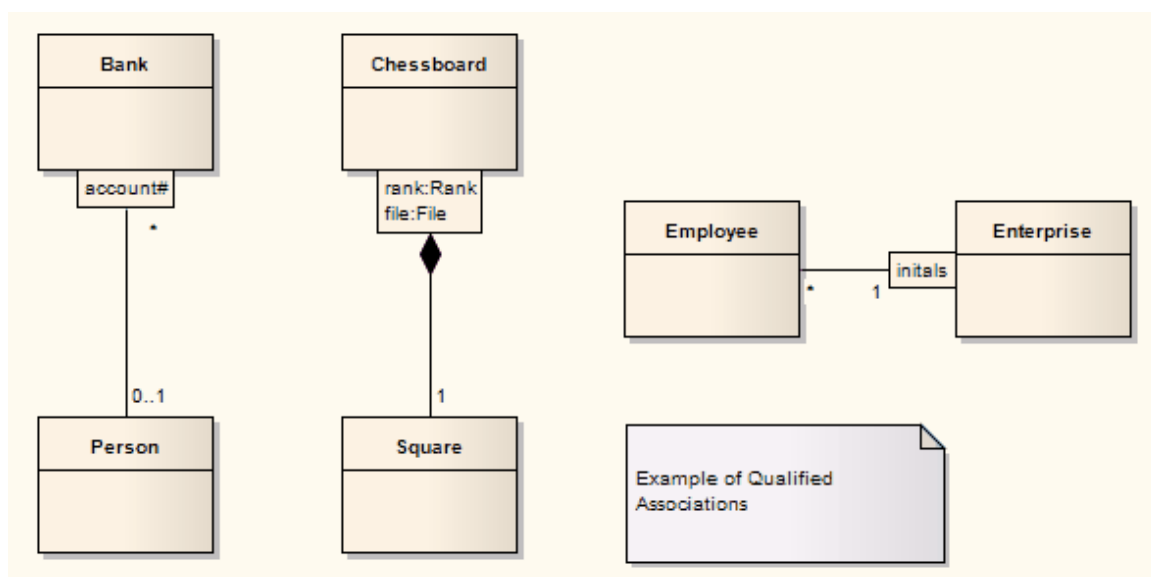 Bank
account#
*
0..1
Person
Chessboard
rank:Rank
file:File
1
Square
Employee
*
1
initals
Enterprise
Example of Qualified
Associations